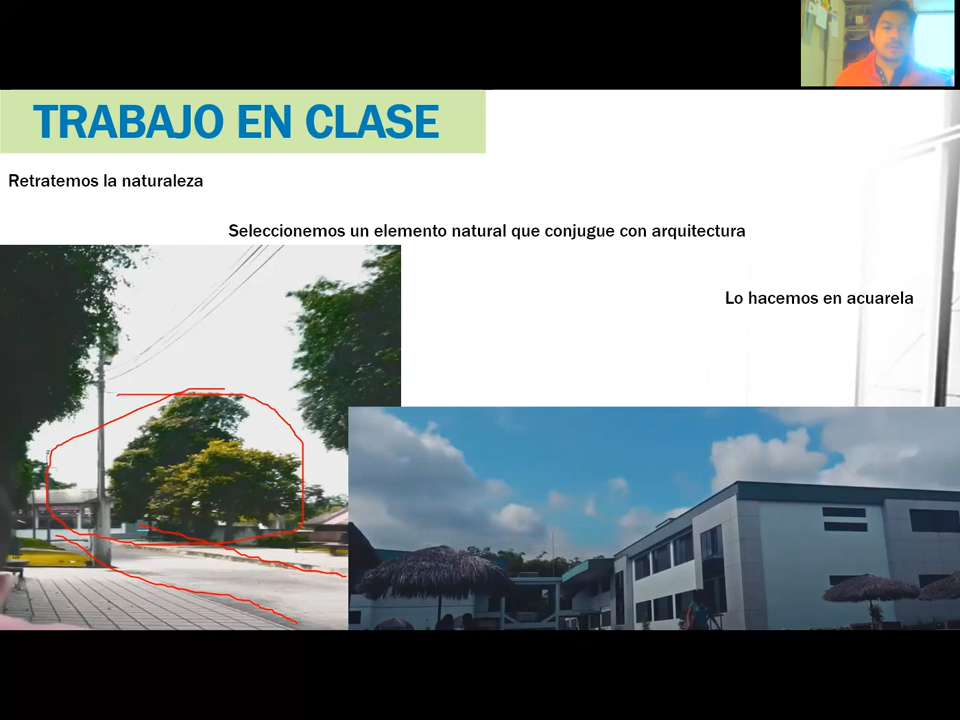 TRABAJO EN CLASE
Retratemos la naturaleza
Seleccionemos un elemento natural que conjugue con arquitectura
Lo hacemos en acuarela